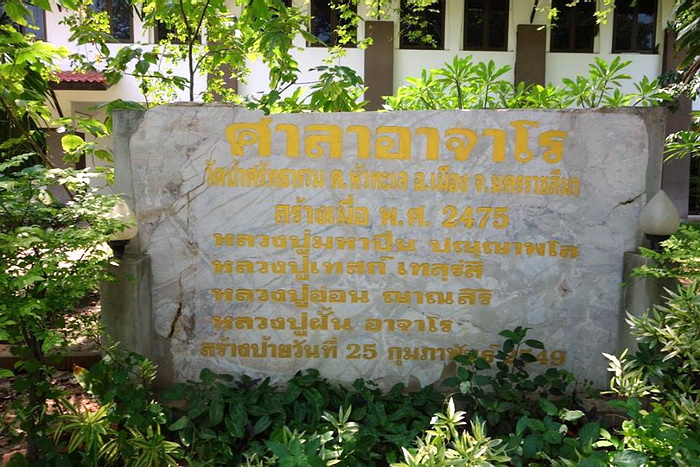 ศาลาอาจาโร
วัดป่าศรัทธารวม ต.หัวทะเล อ.เมือง จ.นครราชสีมา
สร้างเมื่อ พ.ศ. 2475
หลวงปู่มหาปิ่น ปญฺญาพโล
หลวงปู่เทสก์ เทสฺรํสี
หลวงปู่อ่อน ญาณสิริ
หลวงปู่ฝั้น อาจาโร
สร้างป้ายวันที่ 25 กุมภาพันธ์